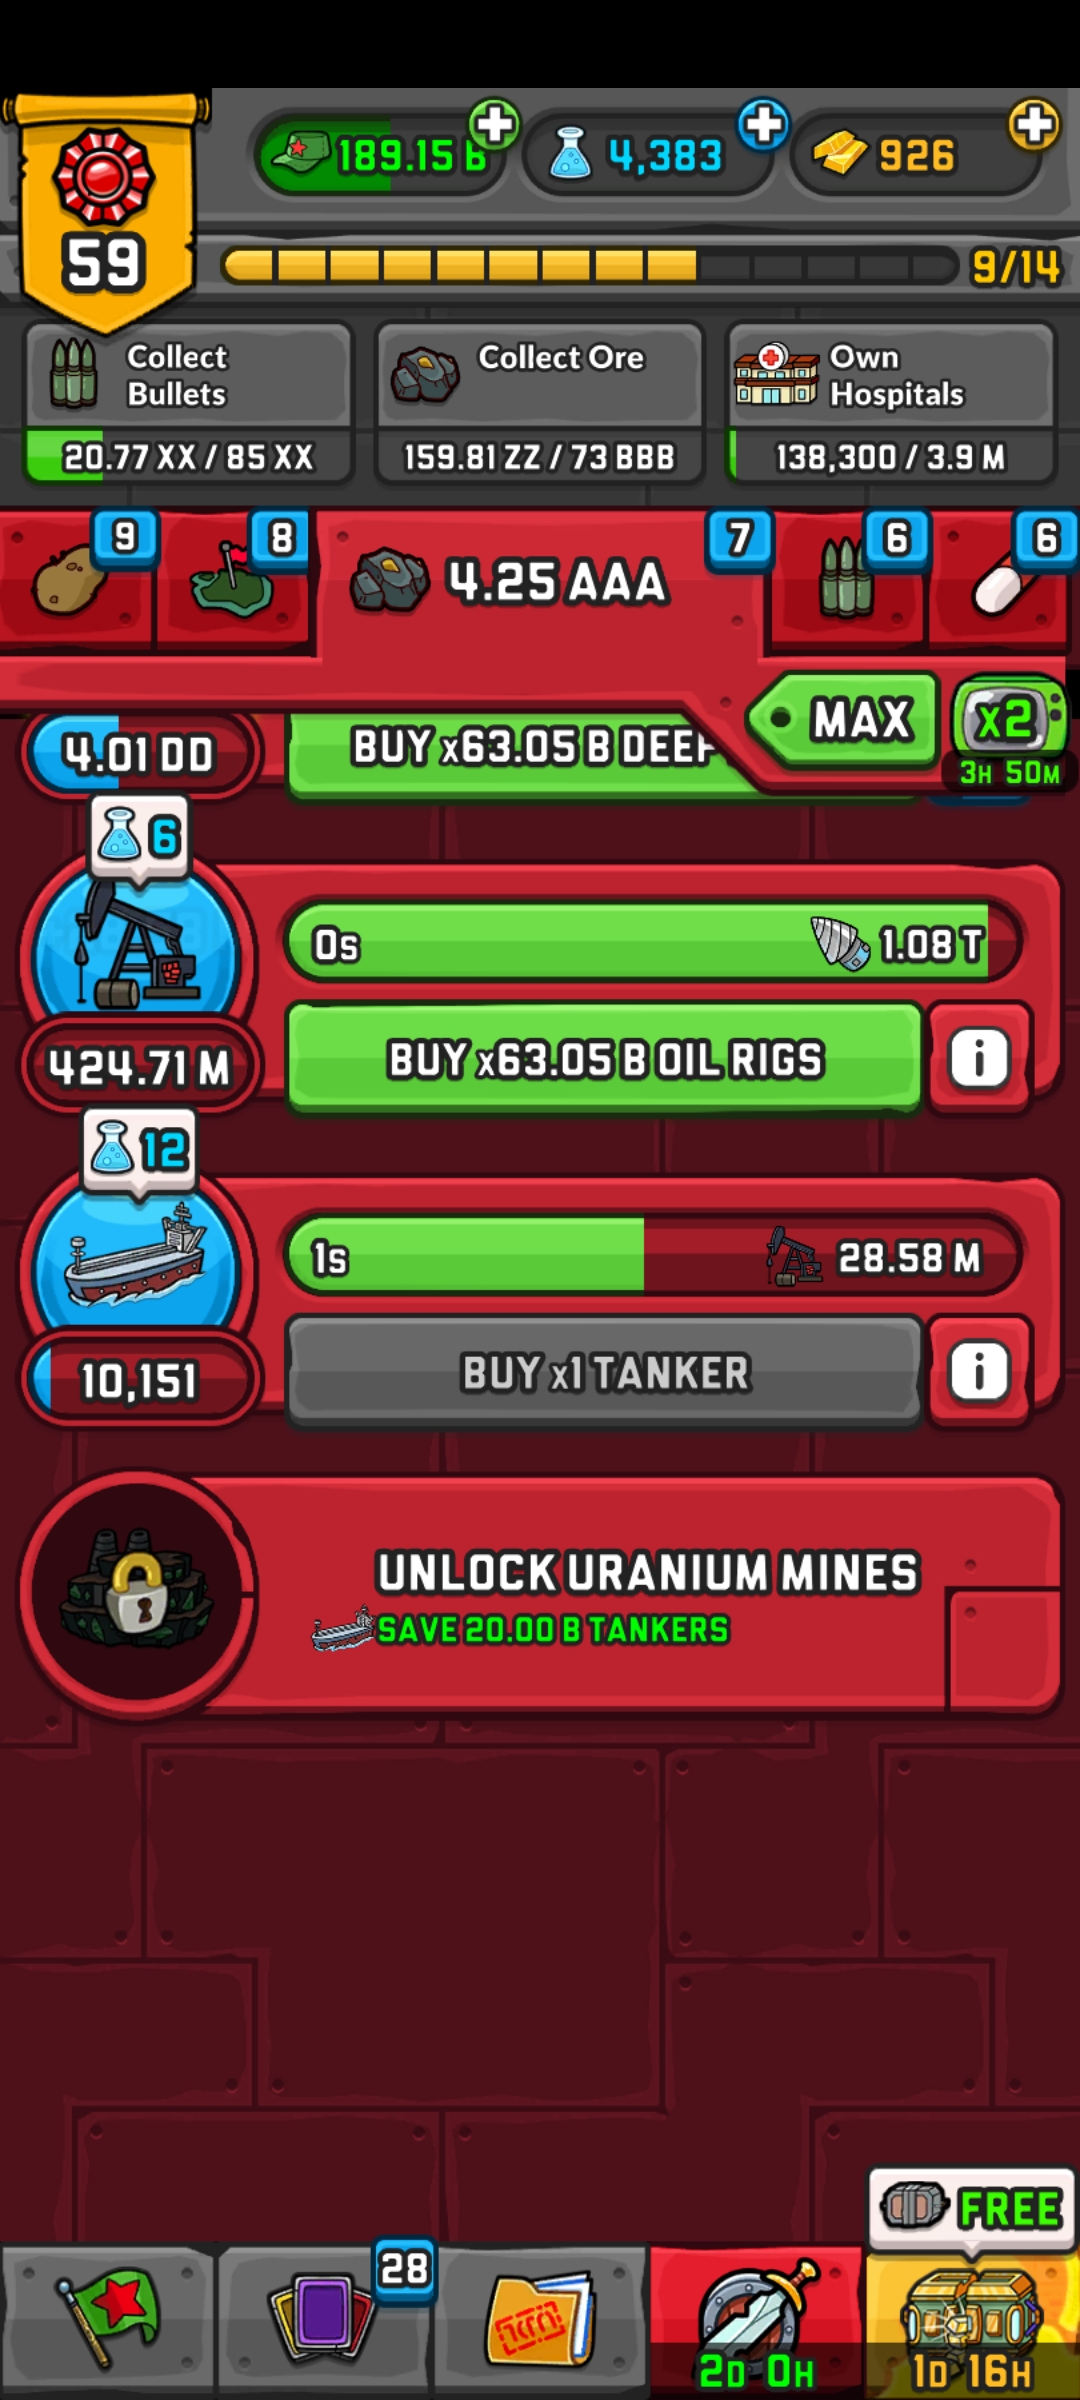 189.15 B
4,383
926
59
9/14
Collect
Bullets
20.77 XX / 85 XX
Collect Ore
159.81 ZZ / 73 BBB
Own
Hospitals
138,300 / 3.9 M
9
8
4.25 AAA
7
6
6
MAX
x2
3H 50M
4.01 DD
BUY x63.05 B DEEP
6
0s
1.08 T
424.71 M
BUY x63.05 B OIL RIGS
i
12
1s
28.58 M
10,151
BUY x1 TANKER
i
UNLOCK URANIUM MINES
SAVE 20.00 B TANKERS
FREE
28
2D 0H
1D 16H